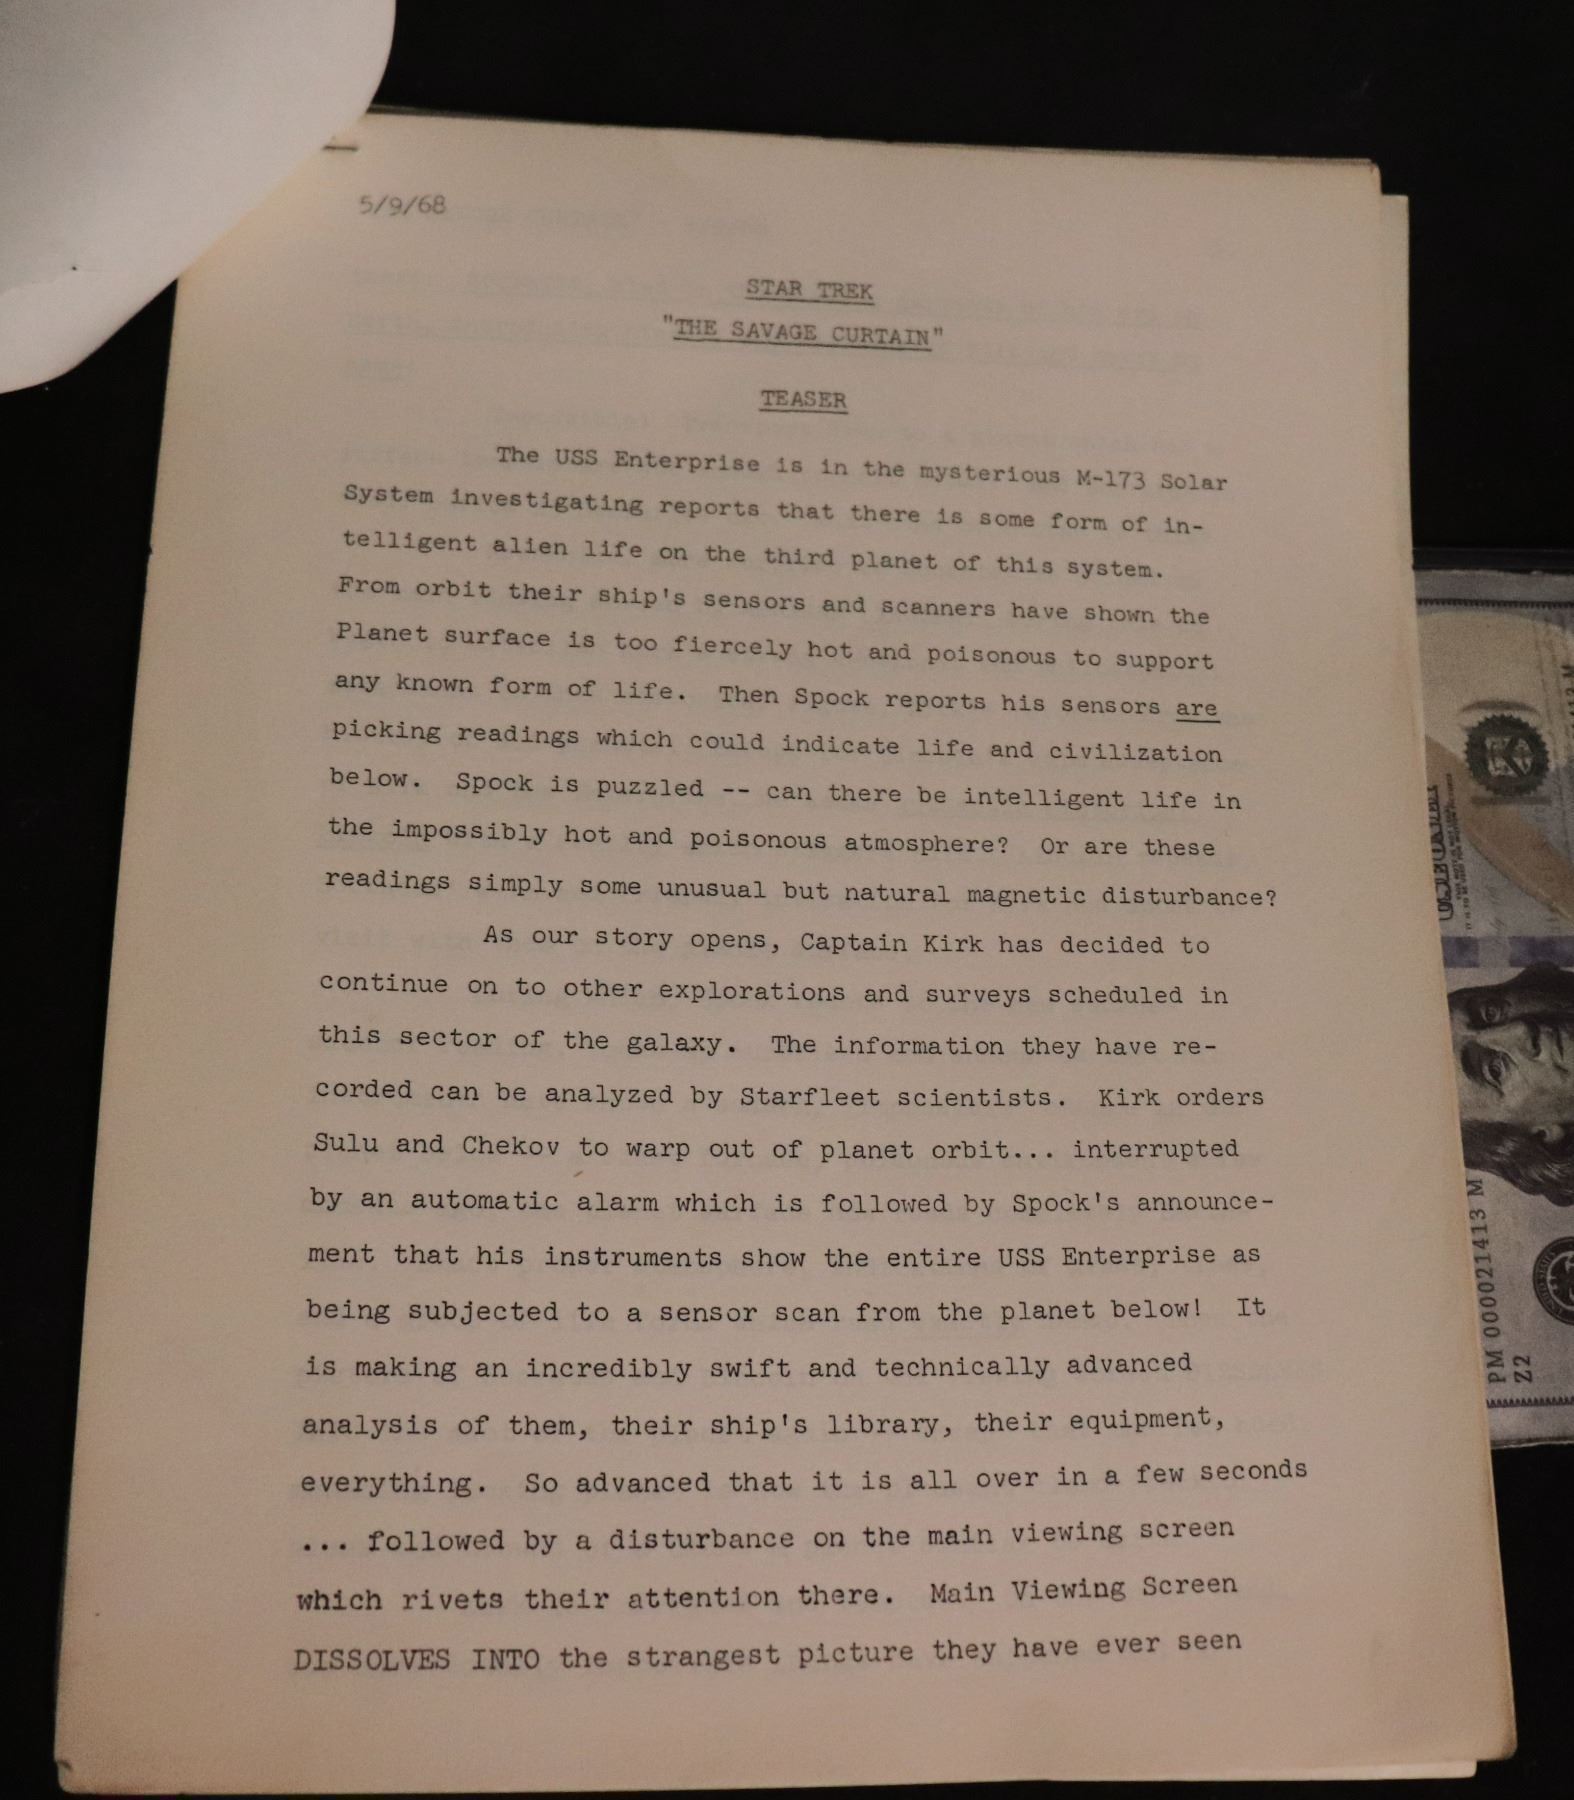 5/9/68
STAR TREK
"THE SAVAGE CURTAIN"
TEASER
The USS Enterprise is in the mysterious M-173 Solar
System investigating reports that there is some form of in-
telligent alien life on the third planet of this system.
From orbit their ship's sensors and scanners have shown the
Planet surface is too fiercely hot and poisonous to support
any known form of life. Then Spock reports his sensors are
picking readings which could indicate life and civilization
below. Spock is puzzled -- can there be intelligent life in
the impossibly hot and poisonous atmosphere? Or are these
readings simply some unusual but natural magnetic disturbance?
As our story opens, Captain Kirk has decided to
continue on to other explorations and surveys scheduled in
this sector of the galaxy. The information they have re-
corded can be analyzed by Starfleet scientists. Kirk orders
Sulu and Chekov to warp out of planet orbit... interrupted
by an automatic alarm which is followed by Spock's announce-
ment that his instruments show the entire USS Enterprise as
being subjected to a sensor scan from the planet below! It
is making an incredibly swift and technically advanced
analysis of them, their ship's library, their equipment,
everything. So advanced that it is all over in a few seconds
... followed by a disturbance on the main viewing screen
which rivets their attention there. Main Viewing Screen
DISSOLVES INTO the strangest picture they have ever seen
PM 000021413 M
Z2